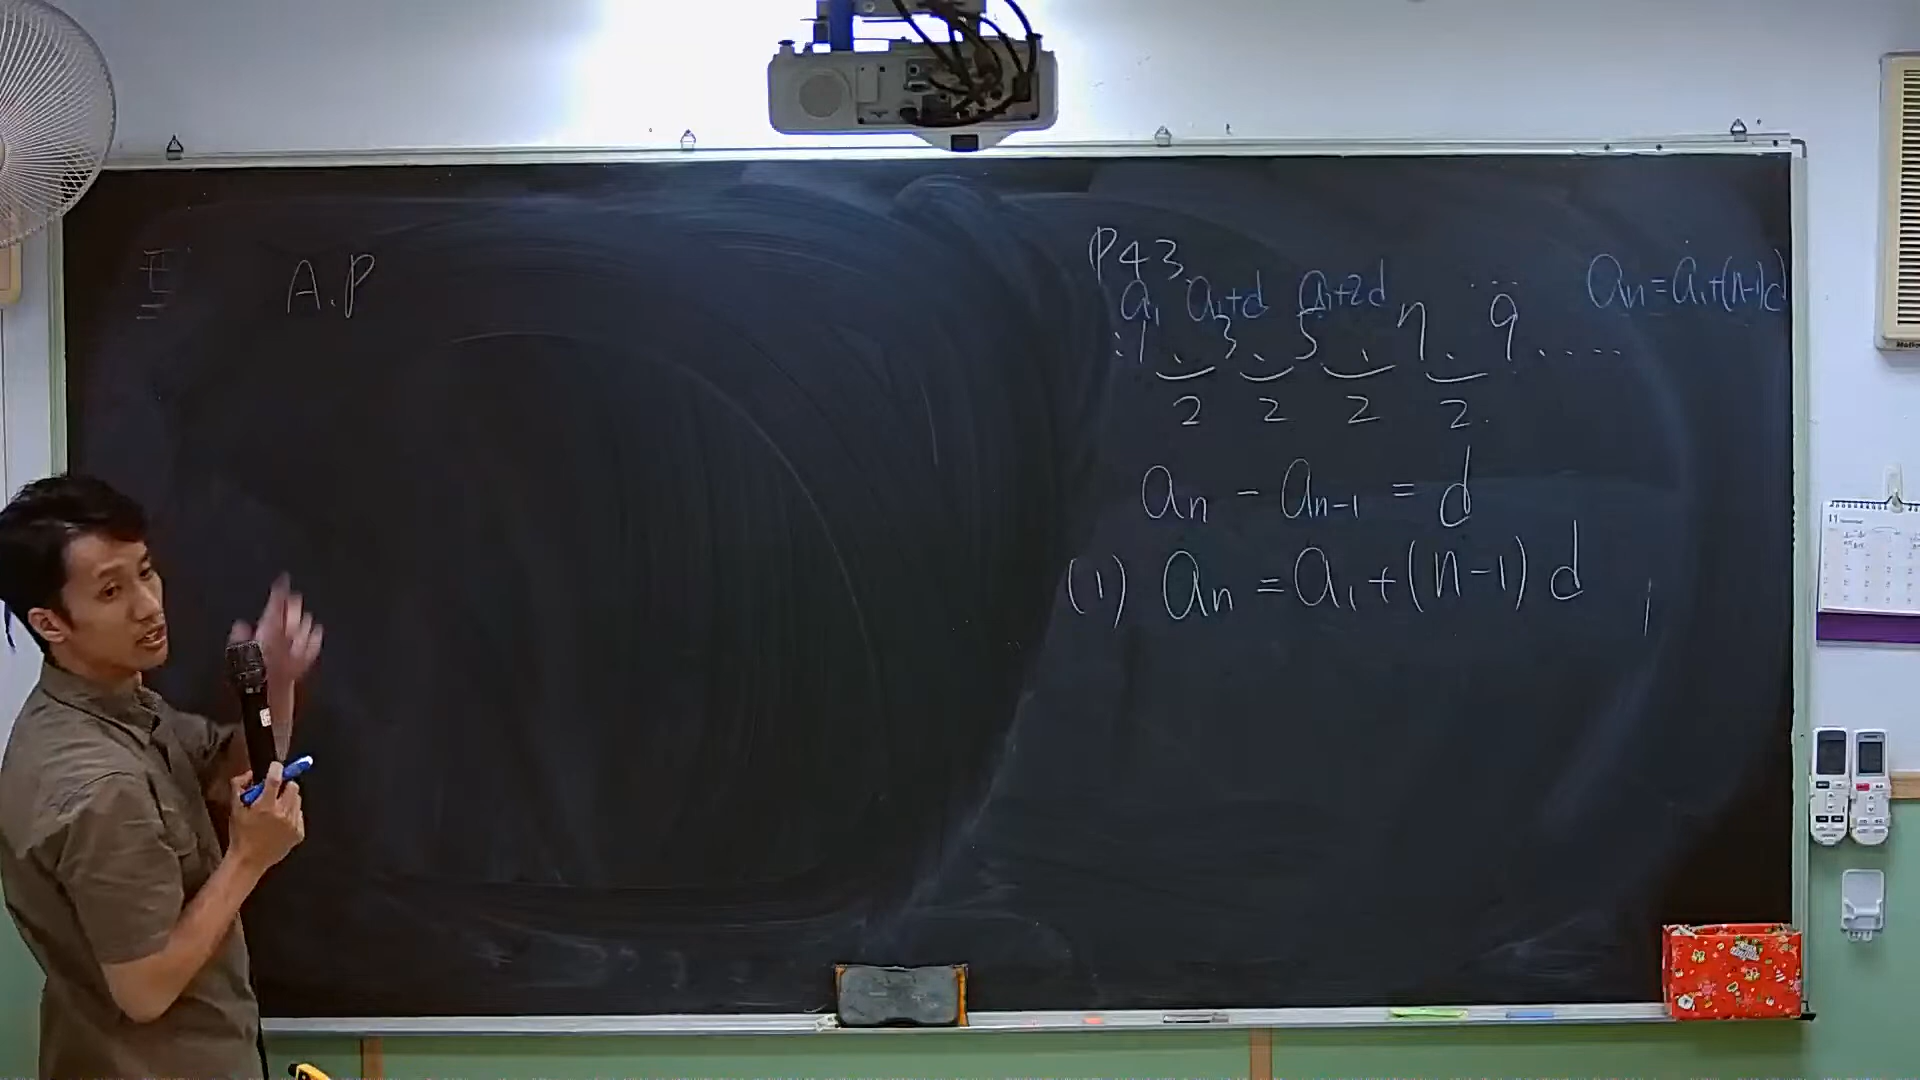 A.P
P43
a₁ a₁+d a₁+2d ... aₙ=a₁+(n-1)d
:1、3、5、7、9....
2 2 2 2
aₙ - aₙ₋₁ = d
(1) aₙ = a₁+(n-1)d
11